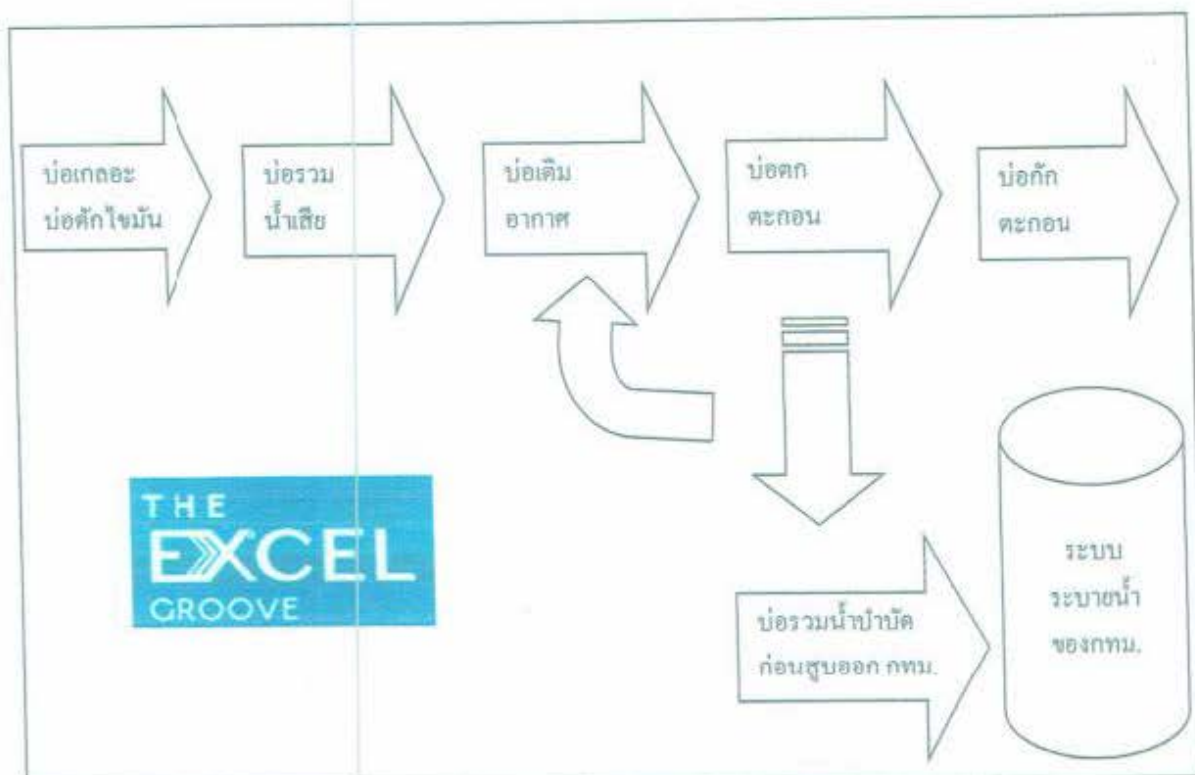 บ่อเกลอะ
บ่อดักไขมัน
บ่อรวม
น้ำเสีย
บ่อเติม
อากาศ
บ่อตก
ตะกอน
บ่อกัก
ตะกอน
THE
EXCEL
GROOVE
บ่อรวมน้ำบำบัด
ก่อนสูบออก กทม.
ระบบ
ระบายน้ำ
ของกทม.